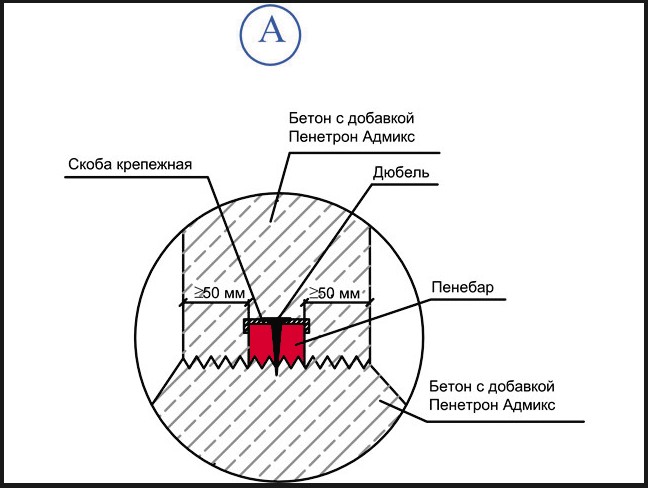 А
Бетон с добавкой
Пенетрон Адмикс
Скоба крепежная
Дюбель
≥50 мм
≥50 мм
Пенебар
Бетон с добавкой
Пенетрон Адмикс